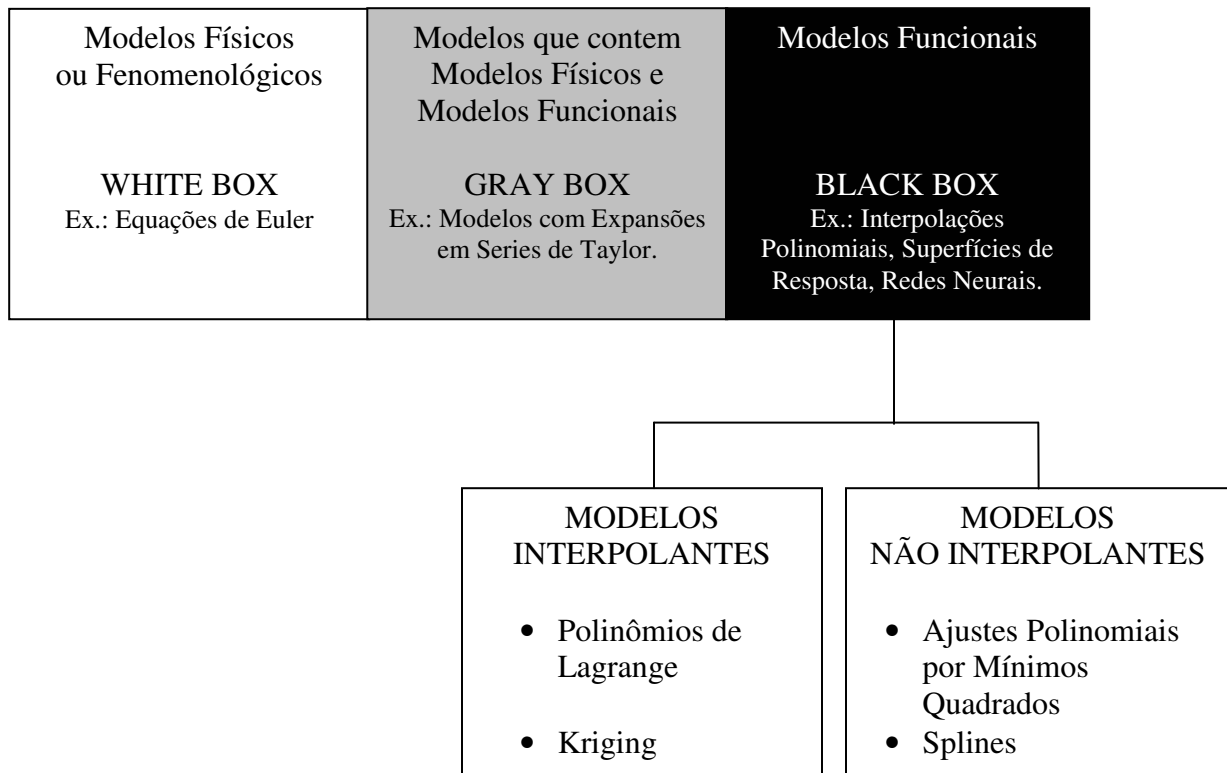 Modelos Físicos
ou Fenomenológicos
WHITE BOX
Ex.: Equações de Euler
Modelos que contem
Modelos Físicos e
Modelos Funcionais
GRAY BOX
Ex.: Modelos com Expansões
em Series de Taylor.
Modelos Funcionais
BLACK BOX
Ex.: Interpolações
Polinomiais, Superfícies de
Resposta, Redes Neurais.
MODELOS
INTERPOLANTES
• Polinômios de
Lagrange
• Kriging
MODELOS
NÃO INTERPOLANTES
• Ajustes Polinomiais
por Mínimos
Quadrados
• Splines